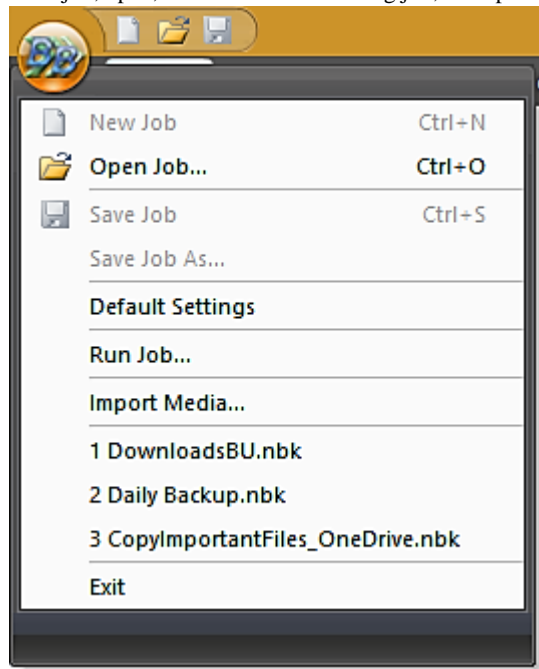 New Job Ctrl+N
Open Job... Ctrl+O
Save Job Ctrl+S
Save Job As...
Default Settings
Run Job...
Import Media...
1 DownloadsBU.nbk
2 Daily Backup.nbk
3 CopyImportantFiles_OneDrive.nbk
Exit